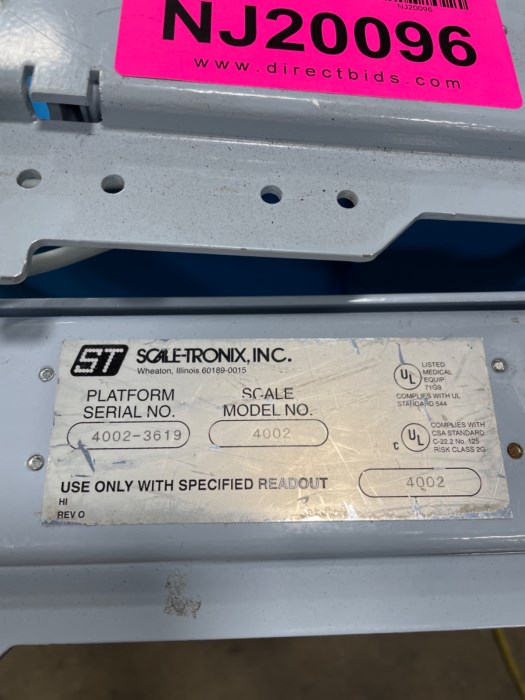 NJ20096
NJ20096
www.directbids.com
ST SCALE-TRONIX, INC.
Wheaton, Illinois 60189-0015
PLATFORM
SERIAL NO.
4002-3619
SCALE
MODEL NO.
4002
UL
LISTED
MEDICAL
EQUIP.
71G9
COMPLIES WITH UL
STANDARD 544
C UL
COMPLIES WITH
CSA STANDARD
C-22.2 No. 125
RISK CLASS 2G
USE ONLY WITH SPECIFIED READOUT
4002
HI
REV O